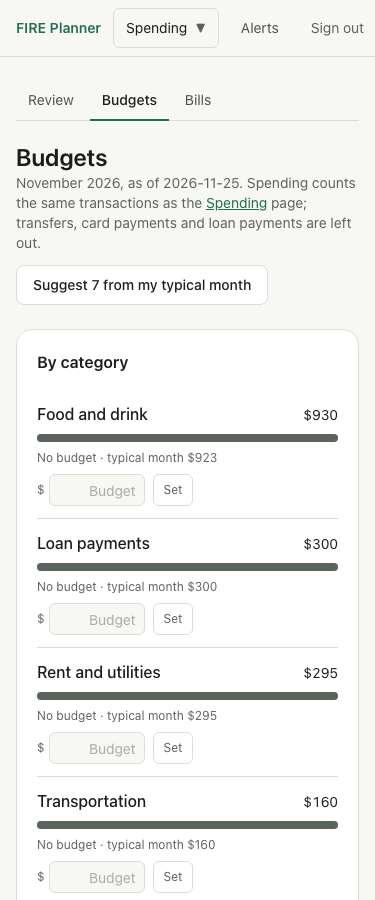 FIRE Planner
Spending ▼
Alerts
Sign out
Review
Budgets
Bills
Budgets
November 2026, as of 2026-11-25. Spending counts
the same transactions as the Spending page;
transfers, card payments and loan payments are left
out.
Suggest 7 from my typical month
By category
Food and drink $930
No budget · typical month $923
$ Budget Set
Loan payments $300
No budget · typical month $300
$ Budget Set
Rent and utilities $295
No budget · typical month $295
$ Budget Set
Transportation $160
No budget · typical month $160
$ Budget Set